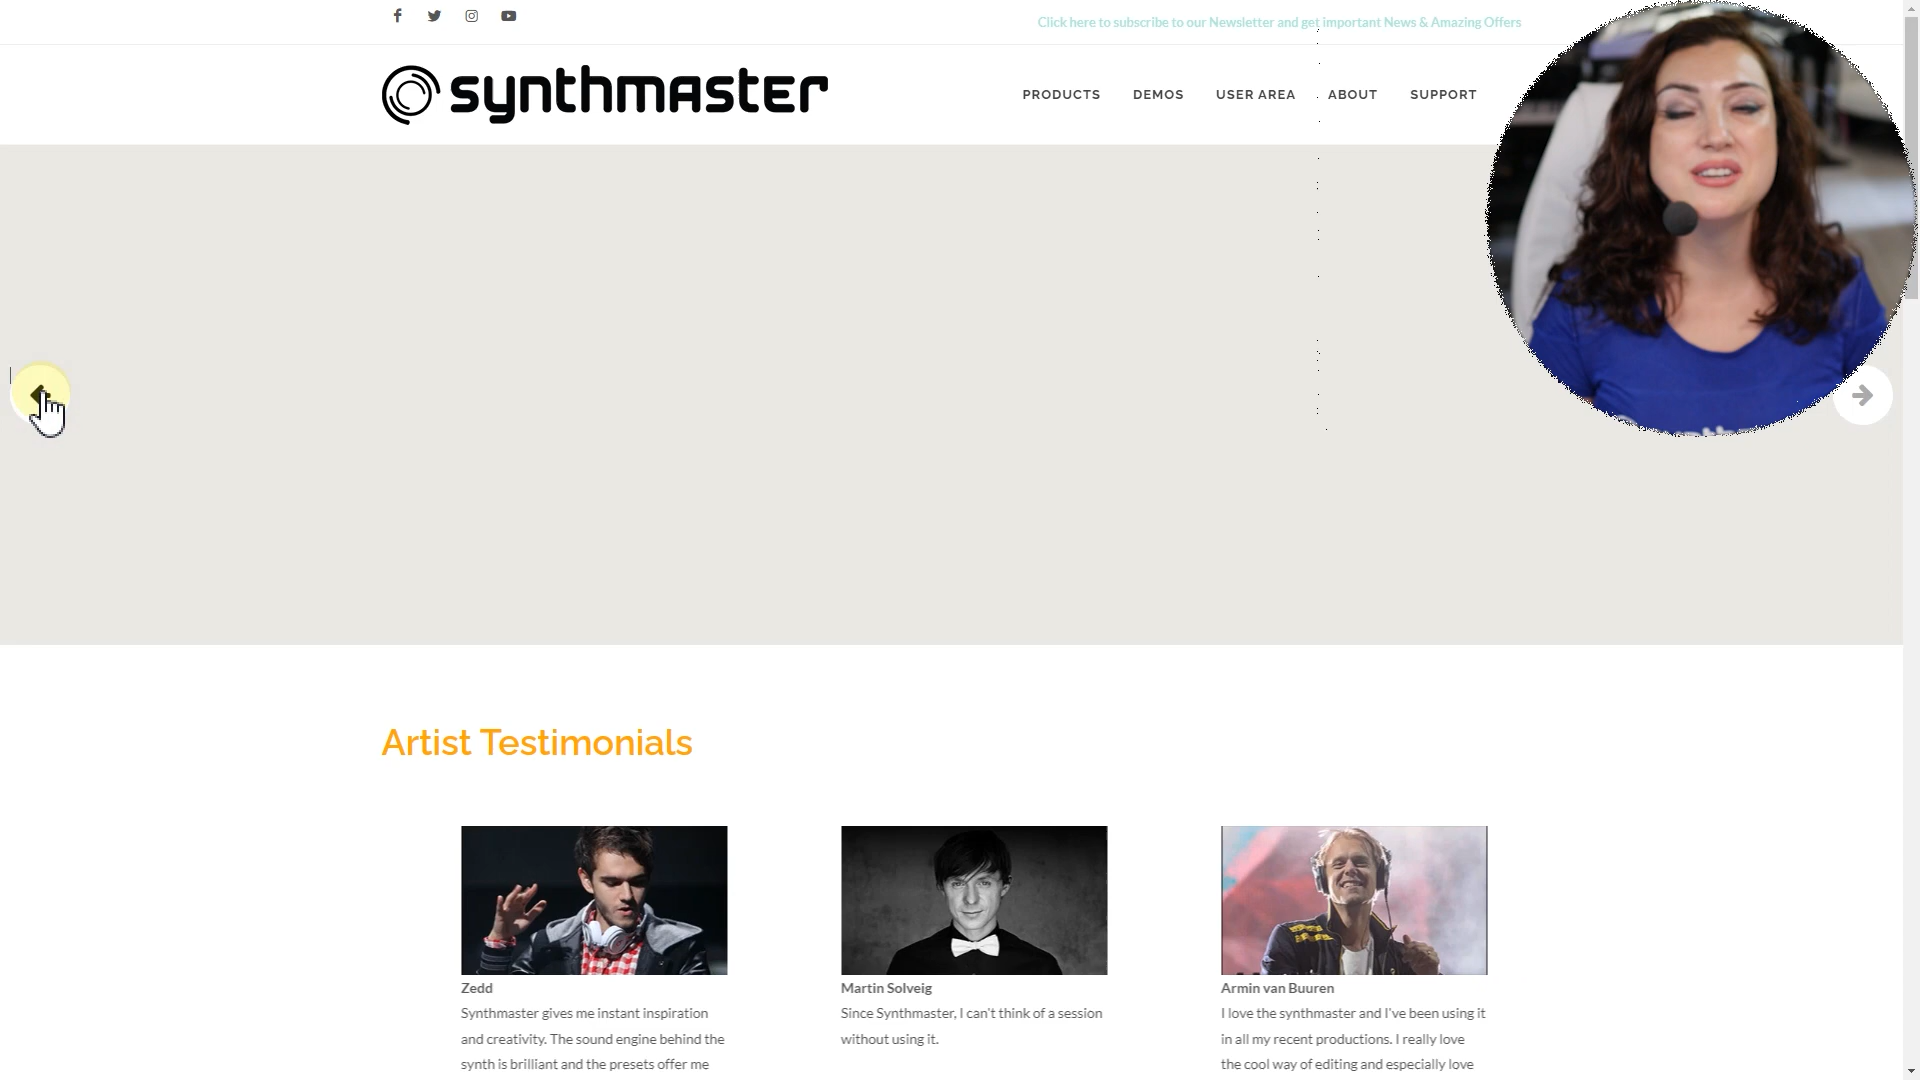 Click here to subscribe to our Newsletter and get important News & Amazing Offers
synthmaster
PRODUCTS DEMOS USER AREA ABOUT SUPPORT
Artist Testimonials
Zedd
Synthmaster gives me instant inspiration
and creativity. The sound engine behind the
synth is brilliant and the presets offer me
Martin Solveig
Since Synthmaster, I can't think of a session
without using it.
Armin van Buuren
I love the synthmaster and I've been using it
in all my recent productions. I really love
the cool way of editing and especially love